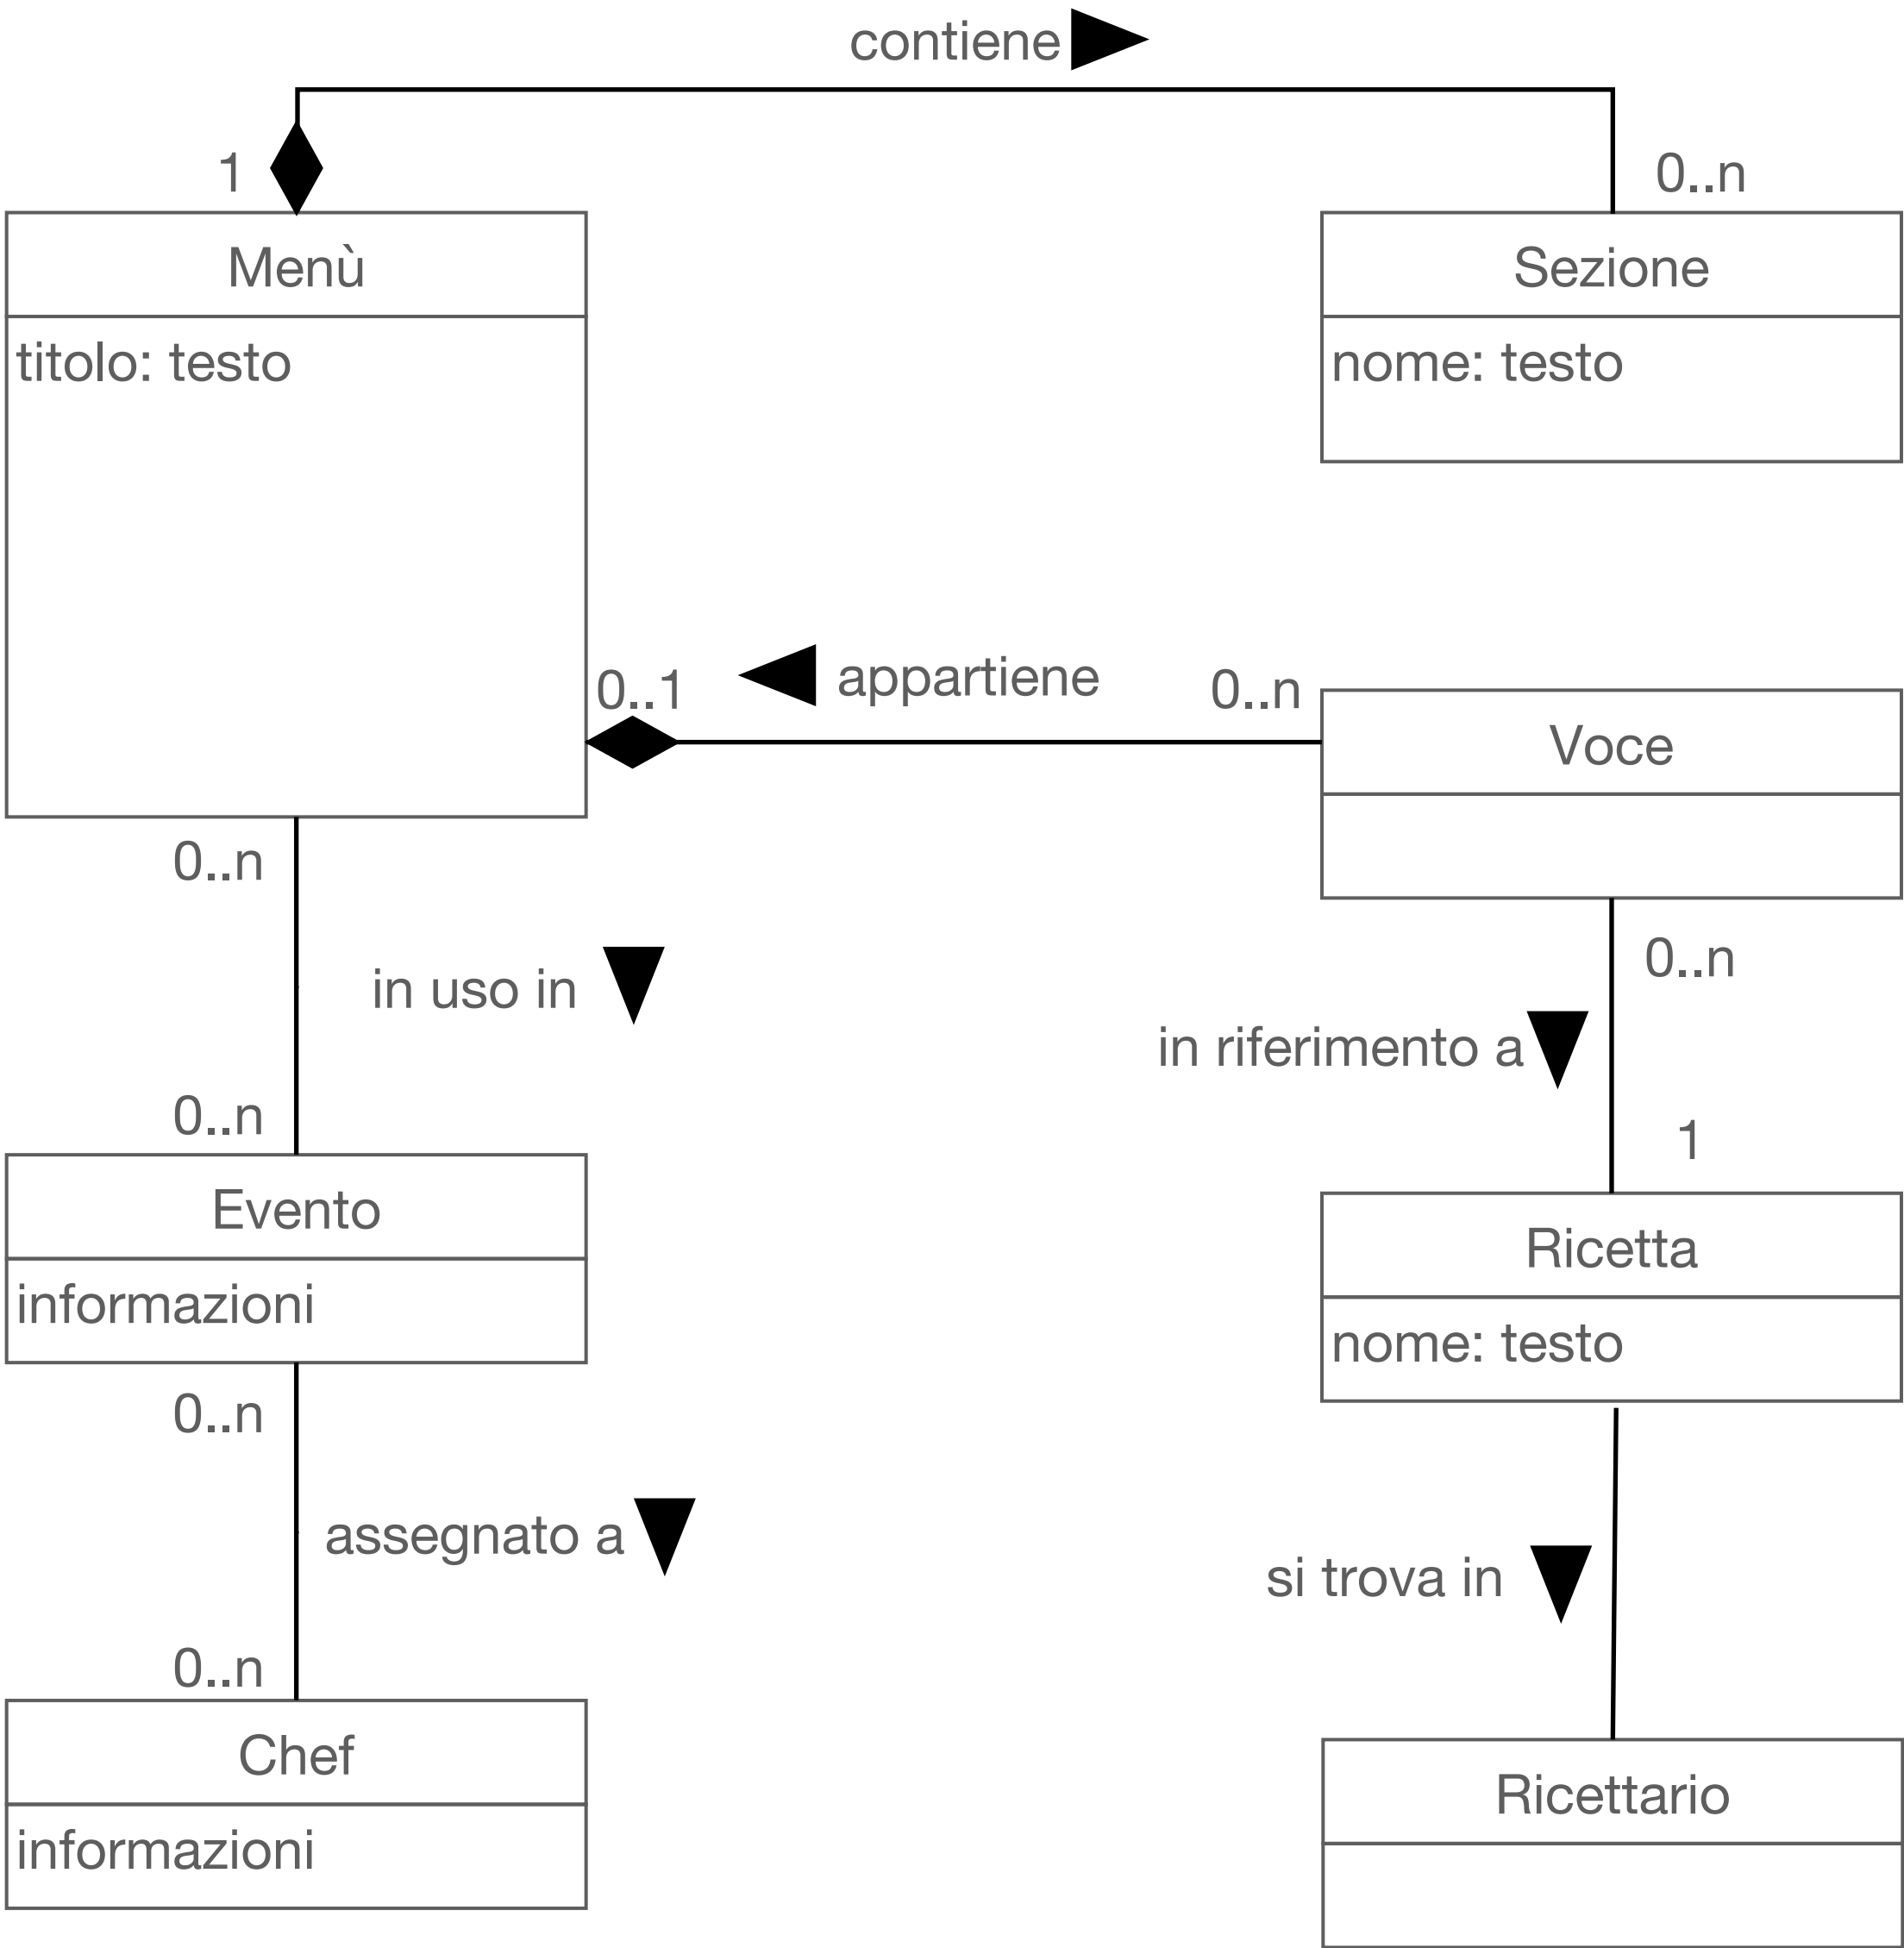 contiene
1
0..n
Menù
Sezione
titolo: testo
nome: testo
0..1
appartiene
0..n
Voce
0..n
0..n
in uso in
in riferimento a
0..n
1
Evento
Ricetta
informazioni
nome: testo
0..n
assegnato a
si trova in
0..n
Chef
Ricettario
informazioni